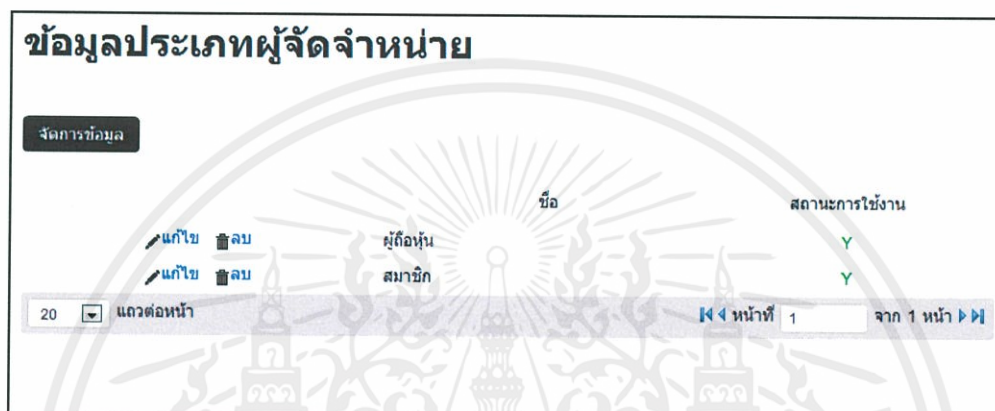 ข้อมูลประเภทผู้จัดจำหน่าย
จัดการข้อมูล
ชื่อ สถานะการใช้งาน
แก้ไข ลบ ผู้ถือหุ้น Y
แก้ไข ลบ สมาชิก Y
20 แถวต่อหน้า หน้าที่ 1 จาก 1 หน้า